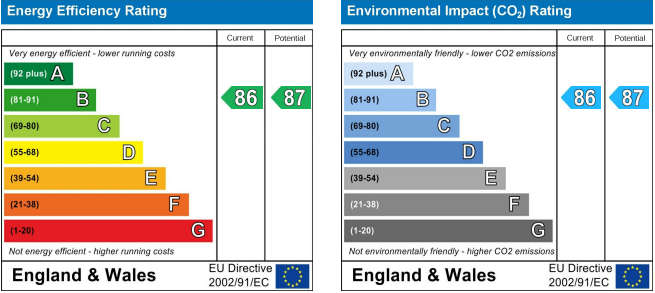 Energy Efficiency Rating
Current
Potential
Very energy efficient - lower running costs
(92 plus) A
(81-91) B
86
87
(69-80) C
(55-68) D
(39-54) E
(21-38) F
(1-20) G
Not energy efficient - higher running costs
England & Wales
EU Directive
2002/91/EC
Environmental Impact (CO₂) Rating
Current
Potential
Very environmentally friendly - lower CO2 emissions
(92 plus) A
(81-91) B
86
87
(69-80) C
(55-68) D
(39-54) E
(21-38) F
(1-20) G
Not environmentally friendly - higher CO2 emissions
England & Wales
EU Directive
2002/91/EC